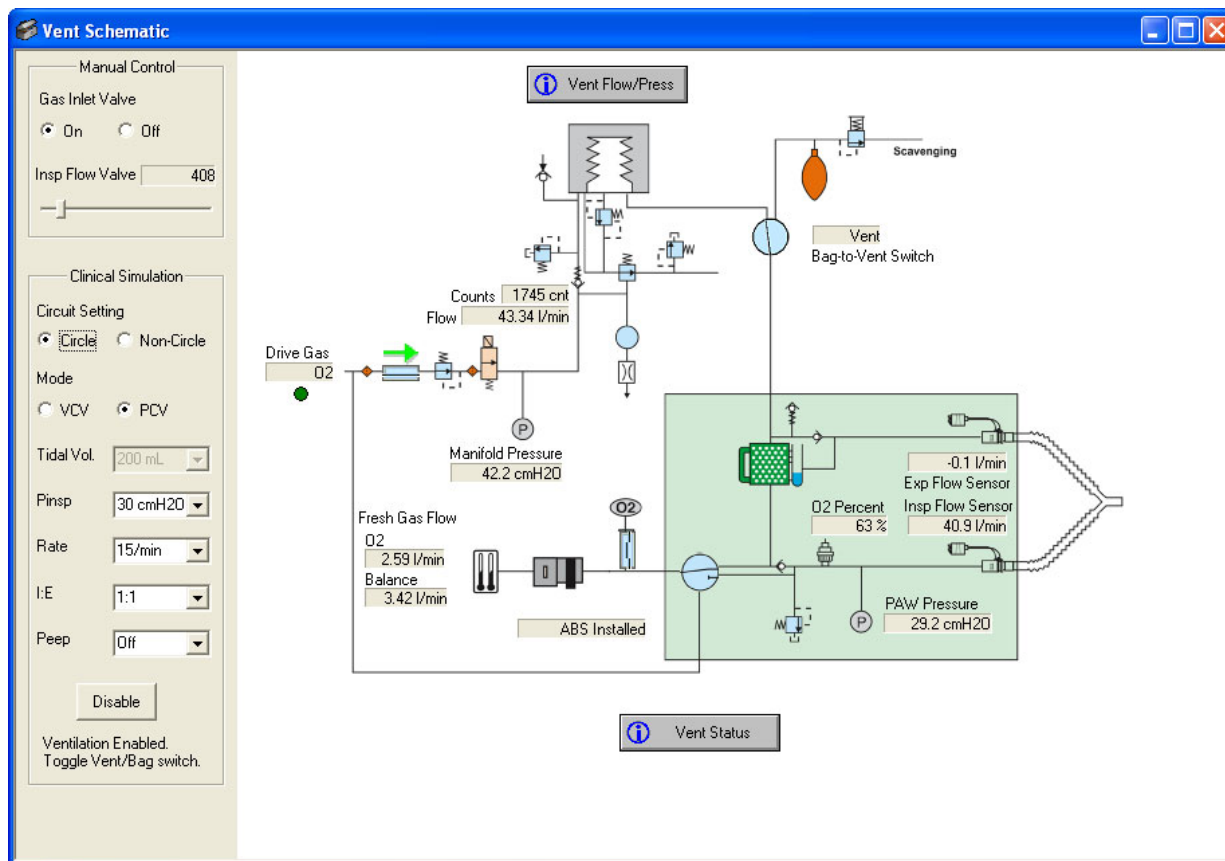 Vent Schematic
Manual Control
Gas Inlet Valve
On Off
Insp Flow Valve 408
Clinical Simulation
Circuit Setting
Circle Non-Circle
Mode
VCV PCV
Tidal Vol. 200 mL
Pinsp 30 cmH2O
Rate 15/min
I:E 1:1
Peep Off
Disable
Ventilation Enabled.
Toggle Vent/Bag switch.
Vent Flow/Press
Scavenging
Vent
Bag-to-Vent Switch
Counts 1745 cnt
Flow 43.34 l/min
Drive Gas
O2
P
Manifold Pressure
42.2 cmH2O
Fresh Gas Flow
O2
2.59 l/min
Balance
3.42 l/min
O2
ABS Installed
-0.1 l/min
Exp Flow Sensor
O2 Percent
63 %
Insp Flow Sensor
40.9 l/min
P
PAW Pressure
29.2 cmH2O
Vent Status